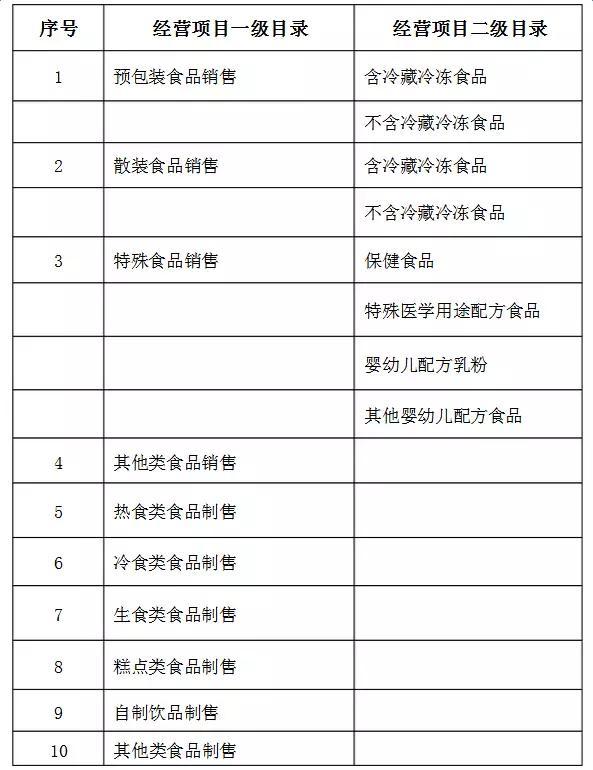 序号 经营项目一级目录 经营项目二级目录
1 预包装食品销售 含冷藏冷冻食品
不含冷藏冷冻食品
2 散装食品销售 含冷藏冷冻食品
不含冷藏冷冻食品
3 特殊食品销售 保健食品
特殊医学用途配方食品
婴幼儿配方乳粉
其他婴幼儿配方食品
4 其他类食品销售
5 热食类食品制售
6 冷食类食品制售
7 生食类食品制售
8 糕点类食品制售
9 自制饮品制售
10 其他类食品制售